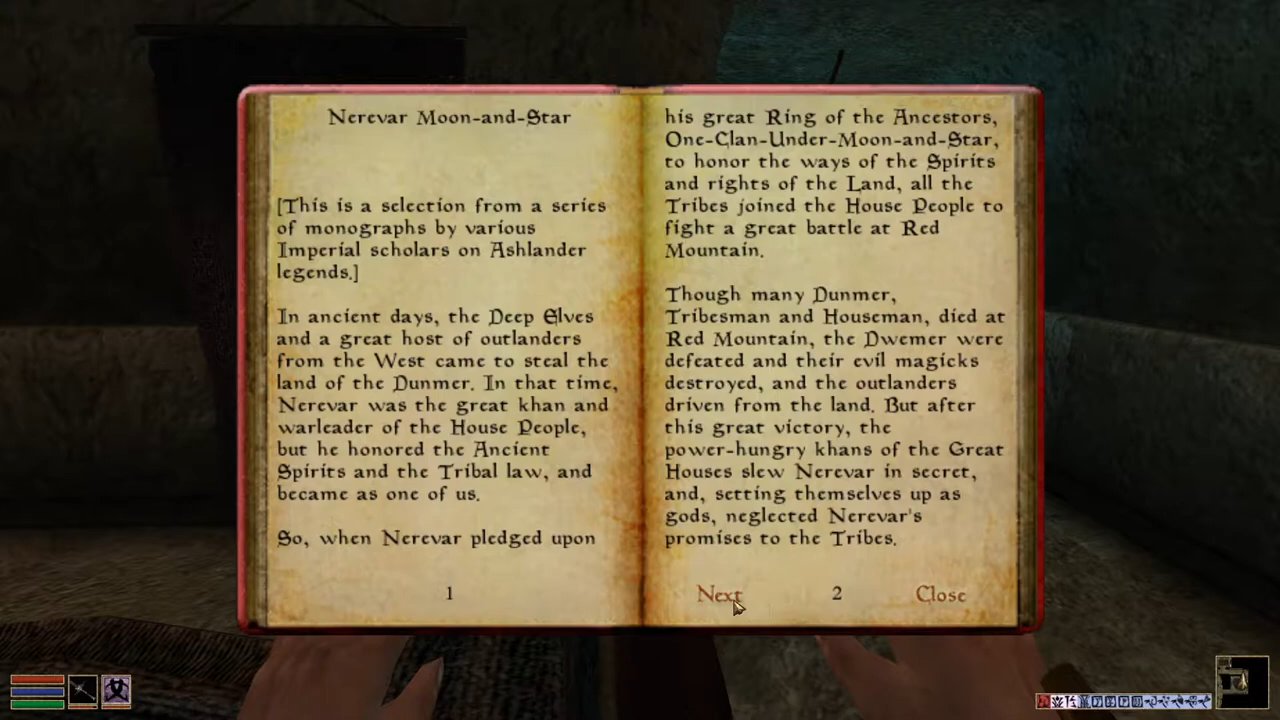 Nerevar Moon-and-Star
[This is a selection from a series
of monographs by various
Imperial scholars on Ashlander
legends.]
In ancient days, the Deep Elves
and a great host of outlanders
from the West came to steal the
land of the Dunmer. In that time,
Nerevar was the great khan and
warleader of the House People,
but he honored the Ancient
Spirits and the Tribal law, and
became as one of us.
So, when Nerevar pledged upon
1
his great Ring of the Ancestors,
One-Clan-Under-Moon-and-Star,
to honor the ways of the Spirits
and rights of the Land, all the
Tribes joined the House People to
fight a great battle at Red
Mountain.
Though many Dunmer,
Tribesman and Houseman, died at
Red Mountain, the Dwemer were
defeated and their evil magicks
destroyed, and the outlanders
driven from the land. But after
this great victory, the
power-hungry khans of the Great
Houses slew Nerevar in secret,
and, setting themselves up as
gods, neglected Nerevar's
promises to the Tribes.
Next 2 Close